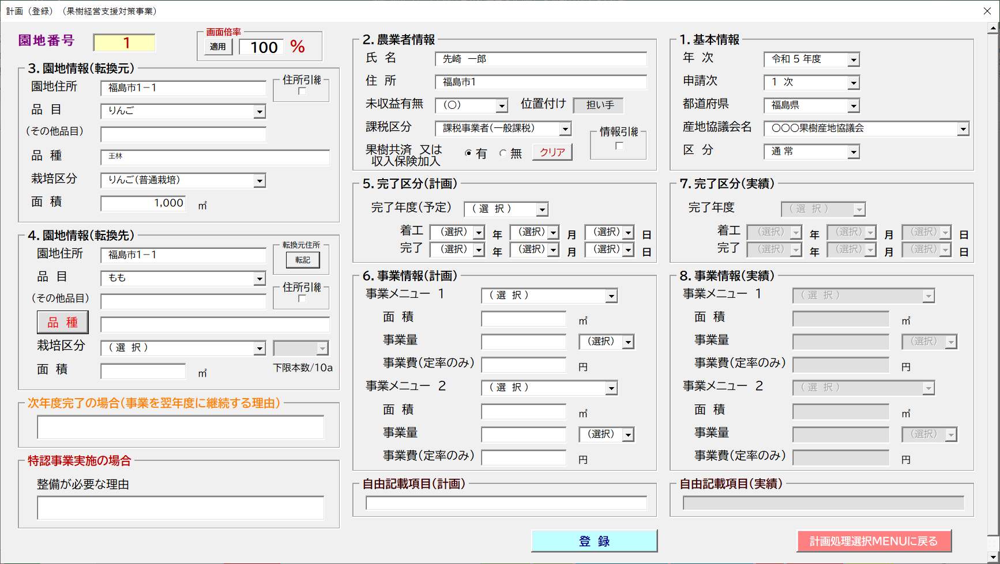 計画（登録）（果樹経営支援対策事業）
園地番号 1
画面倍率
適用 100 %
3．園地情報（転換元）
園地住所 福島市1－1
住所引継
品 目 りんご
（その他品目）
品 種 王林
栽培区分 りんご（普通栽培）
面 積 1,000 ㎡
4．園地情報（転換先）
園地住所 福島市1－1
転換元住所
転記
品 目 もも
住所引継
（その他品目）
品 種
栽培区分 （ 選 択 ）
面 積 ㎡ 下限本数/10a
次年度完了の場合（事業を翌年度に継続する理由）
特認事業実施の場合
整備が必要な理由
2．農業者情報
氏 名 先崎 一郎
住 所 福島市1
未収益有無 （○） 位置付け 担い手
課税区分 課税事業者（一般課税）
情報引継
果樹共済 又は
収入保険加入 有 無 クリア
5．完了区分（計画）
完了年度（予定） （ 選 択 ）
着工 （選択） 年 （選択） 月 （選択） 日
完了 （選択） 年 （選択） 月 （選択） 日
6．事業情報（計画）
事業メニュー 1 （ 選 択 ）
面 積 ㎡
事業量 （選択）
事業費（定率のみ） 円
事業メニュー 2 （ 選 択 ）
面 積 ㎡
事業量 （選択）
事業費（定率のみ） 円
自由記載項目（計画）
1．基本情報
年 次 令和 5 年度
申請次 1 次
都道府県 福島県
産地協議会名 ○○○果樹産地協議会
区 分 通 常
7．完了区分（実績）
完了年度 （ 選 択 ）
着工 （選択） 年 （選択） 月 （選択） 日
完了 （選択） 年 （選択） 月 （選択） 日
8．事業情報（実績）
事業メニュー 1 （ 選 択 ）
面 積 ㎡
事業量 （選択）
事業費（定率のみ） 円
事業メニュー 2 （ 選 択 ）
面 積 ㎡
事業量 （選択）
事業費（定率のみ） 円
自由記載項目（実績）
登 録
計画処理選択MENUに戻る